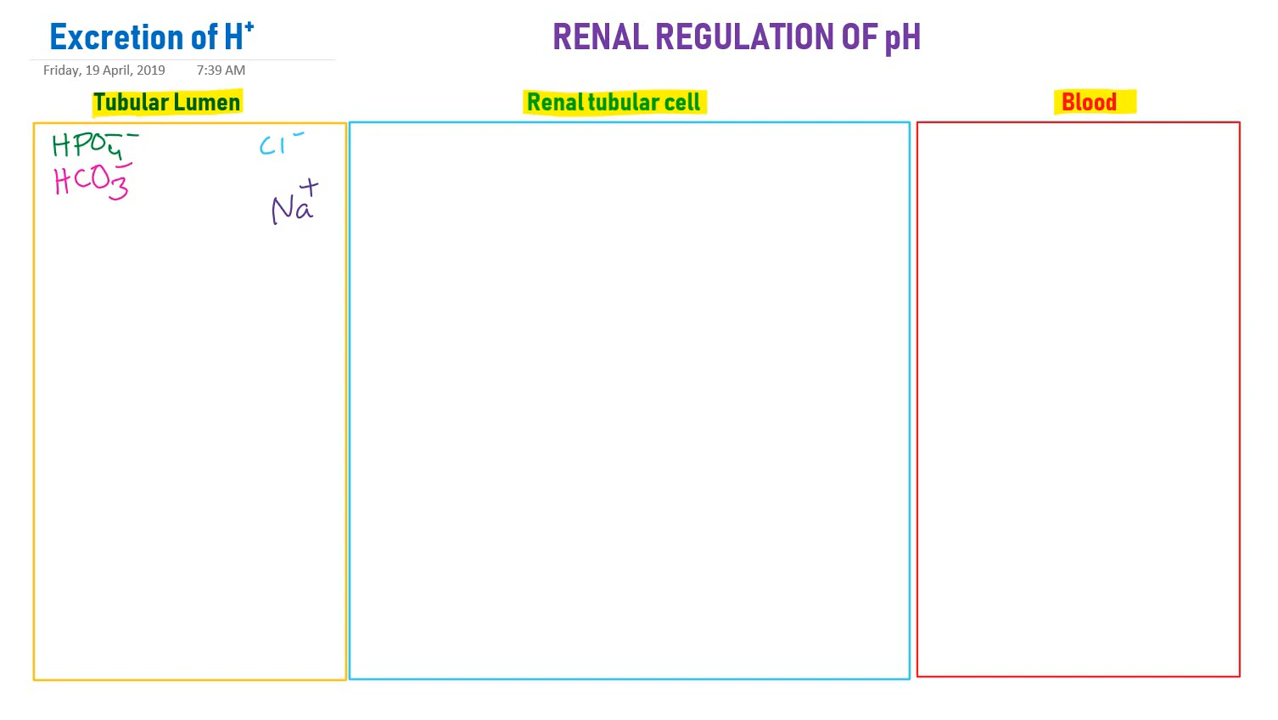 Excretion of H⁺
RENAL REGULATION OF pH
Friday, 19 April, 2019 7:39 AM
Tubular Lumen
Renal tubular cell
Blood
HPO₄⁻⁻
Cl⁻
HCO₃⁻
Na⁺